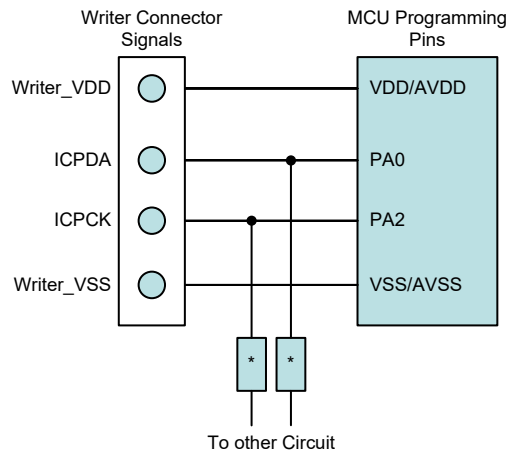 Writer Connector
Signals
MCU Programming
Pins
Writer_VDD
VDD/AVDD
ICPDA
PA0
ICPCK
PA2
Writer_VSS
VSS/AVSS
*
*
To other Circuit